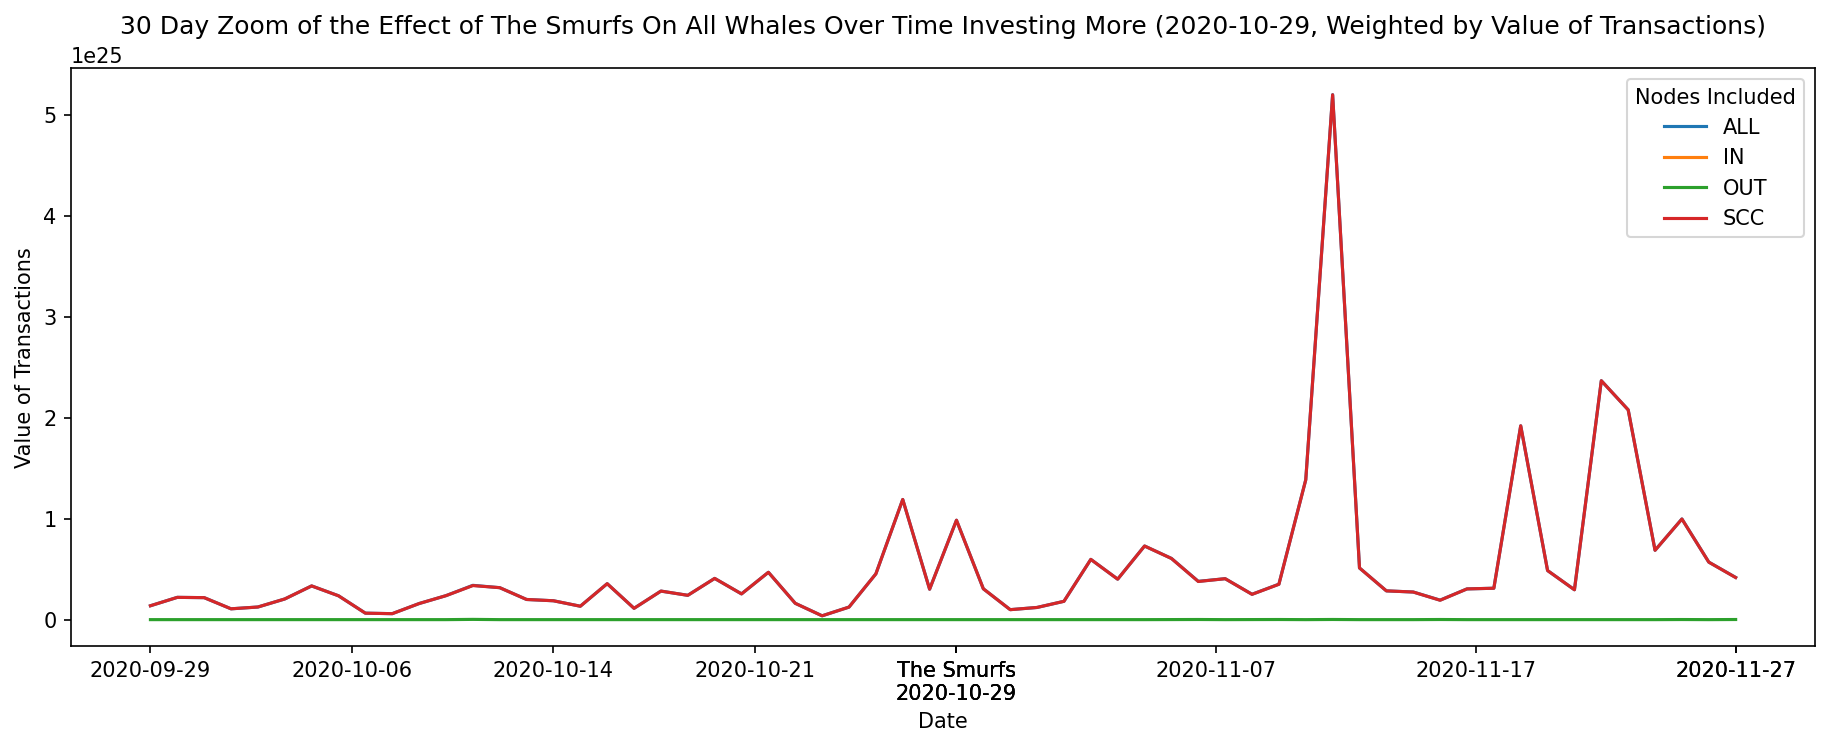 30 Day Zoom of the Effect of The Smurfs On All Whales Over Time Investing More (2020-10-29, Weighted by Value of Transactions)
1e25
5
4
3
2
1
0
Value of Transactions
Nodes Included
ALL
IN
OUT
SCC
2020-09-29
2020-10-06
2020-10-14
2020-10-21
The Smurfs
2020-10-29
2020-11-07
2020-11-17
2020-11-27
Date